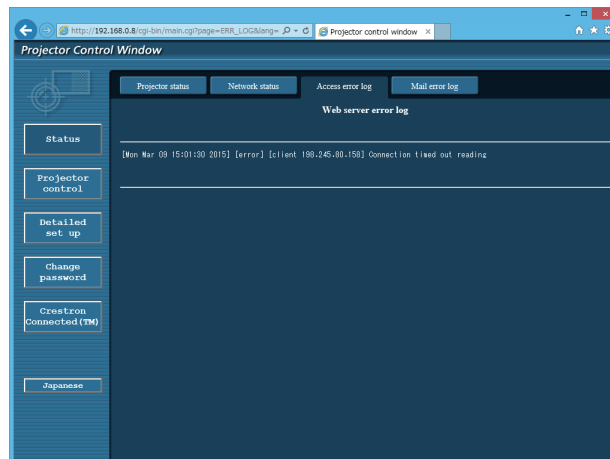 http://192.168.0.8/cgi-bin/main.cgi?page=ERR_LOG&lang=
Projector control window
Projector Control Window
Projector status
Network status
Access error log
Mail error log
Web server error log
[Mon Mar 09 15:01:30 2015] [error] [client 198.245.80.158] Connection timed out reading
Status
Projector
control
Detailed
set up
Change
password
Crestron
Connected(TM)
Japanese